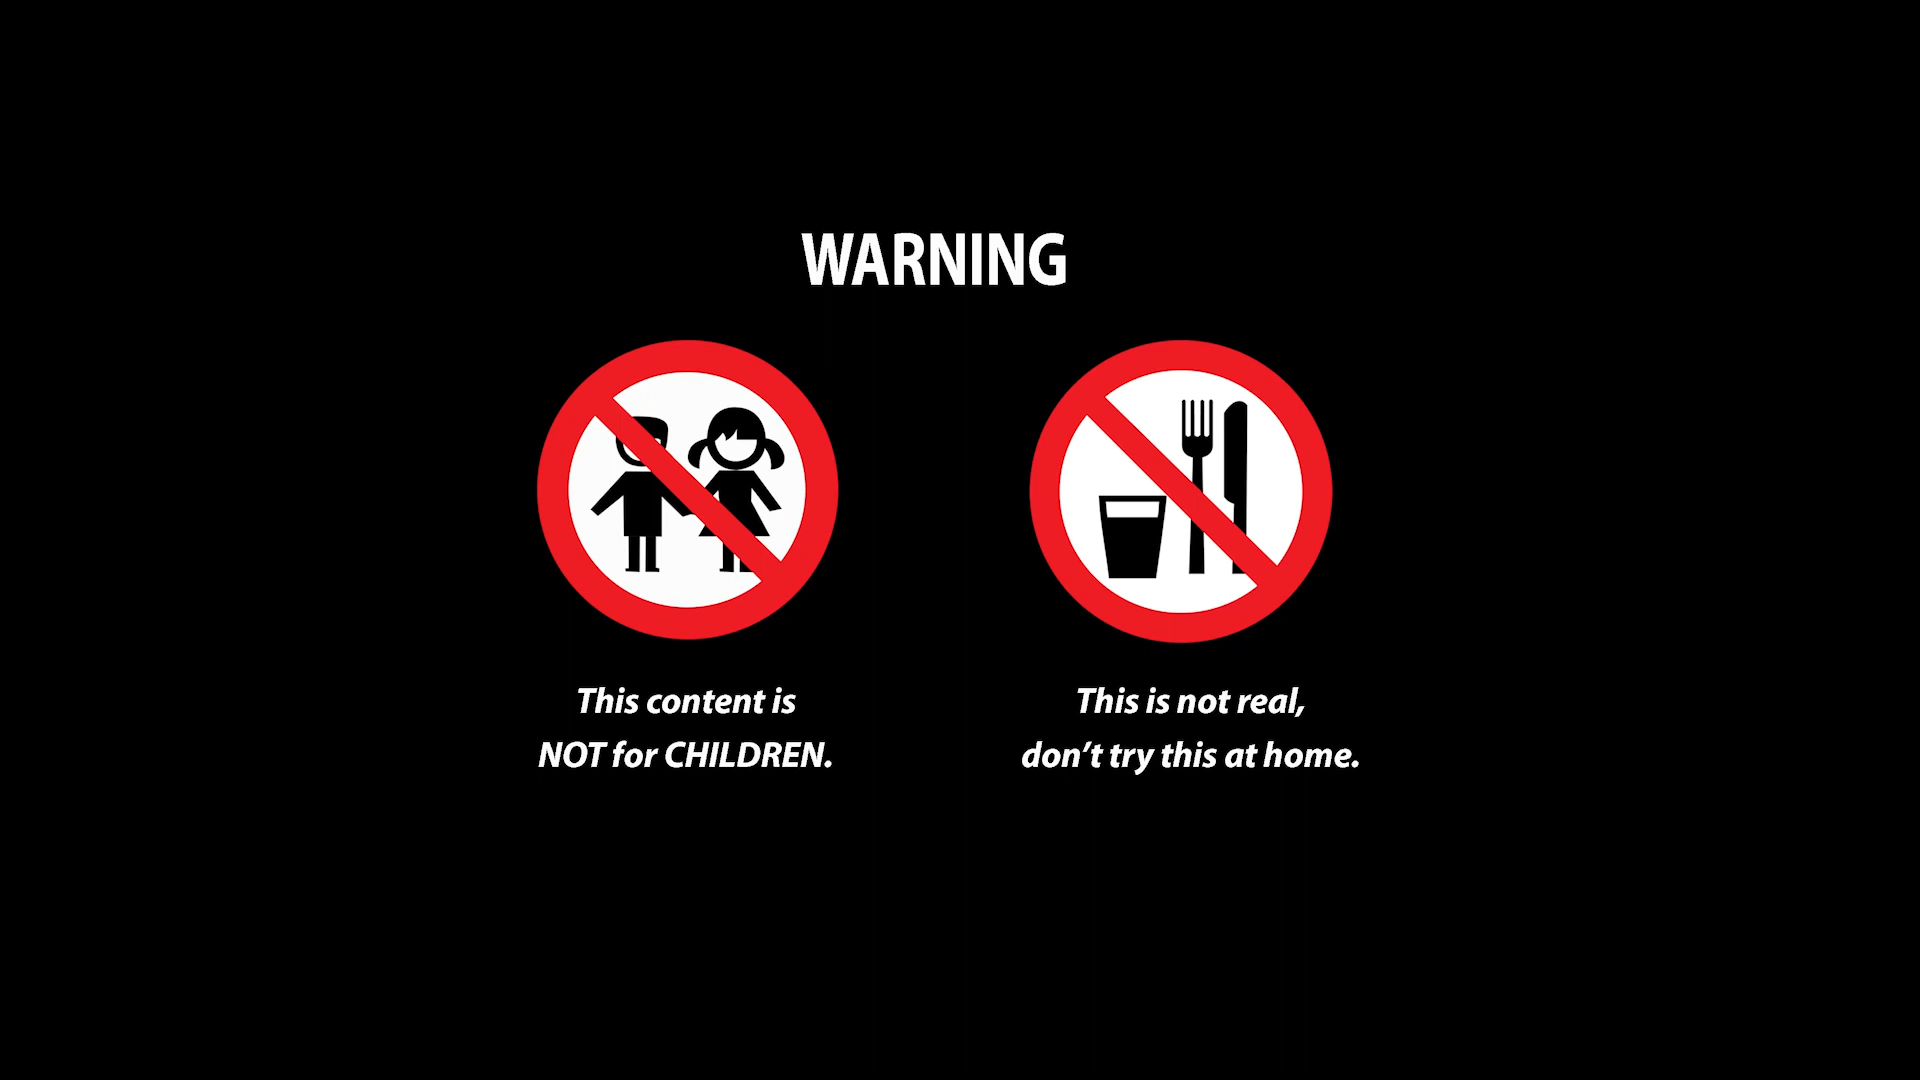 WARNING
This content is
NOT for CHILDREN.
This is not real,
don’t try this at home.